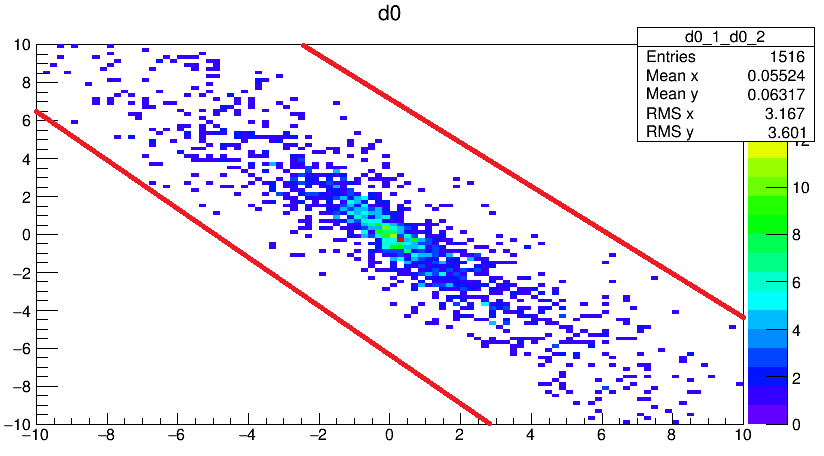 d0
d0_1_d0_2
Entries 1516
Mean x 0.05524
Mean y 0.06317
RMS x 3.167
RMS y 3.601
10
8
6
4
2
0
−2
−4
−6
−8
−10
−10 −8 −6 −4 −2 0 2 4 6 8 10
12
10
8
6
4
2
0